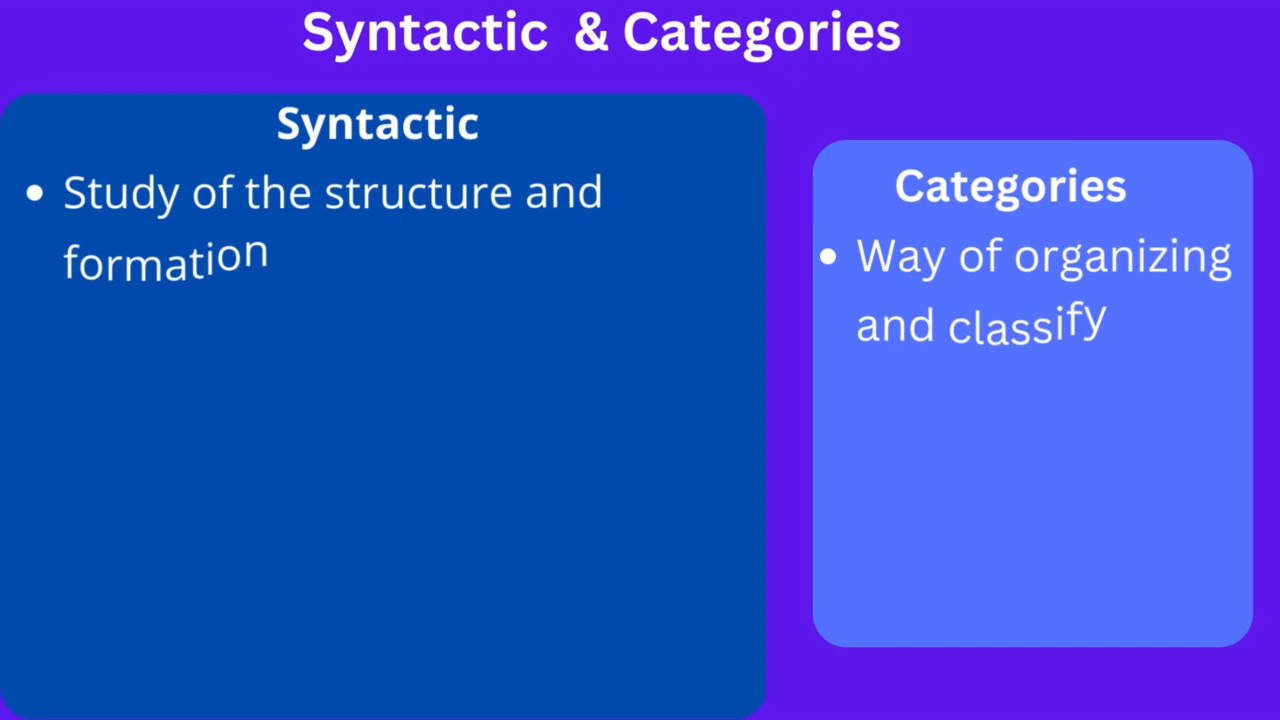 Syntactic & Categories
Syntactic
• Study of the structure and
formation
Categories
• Way of organizing
and classify